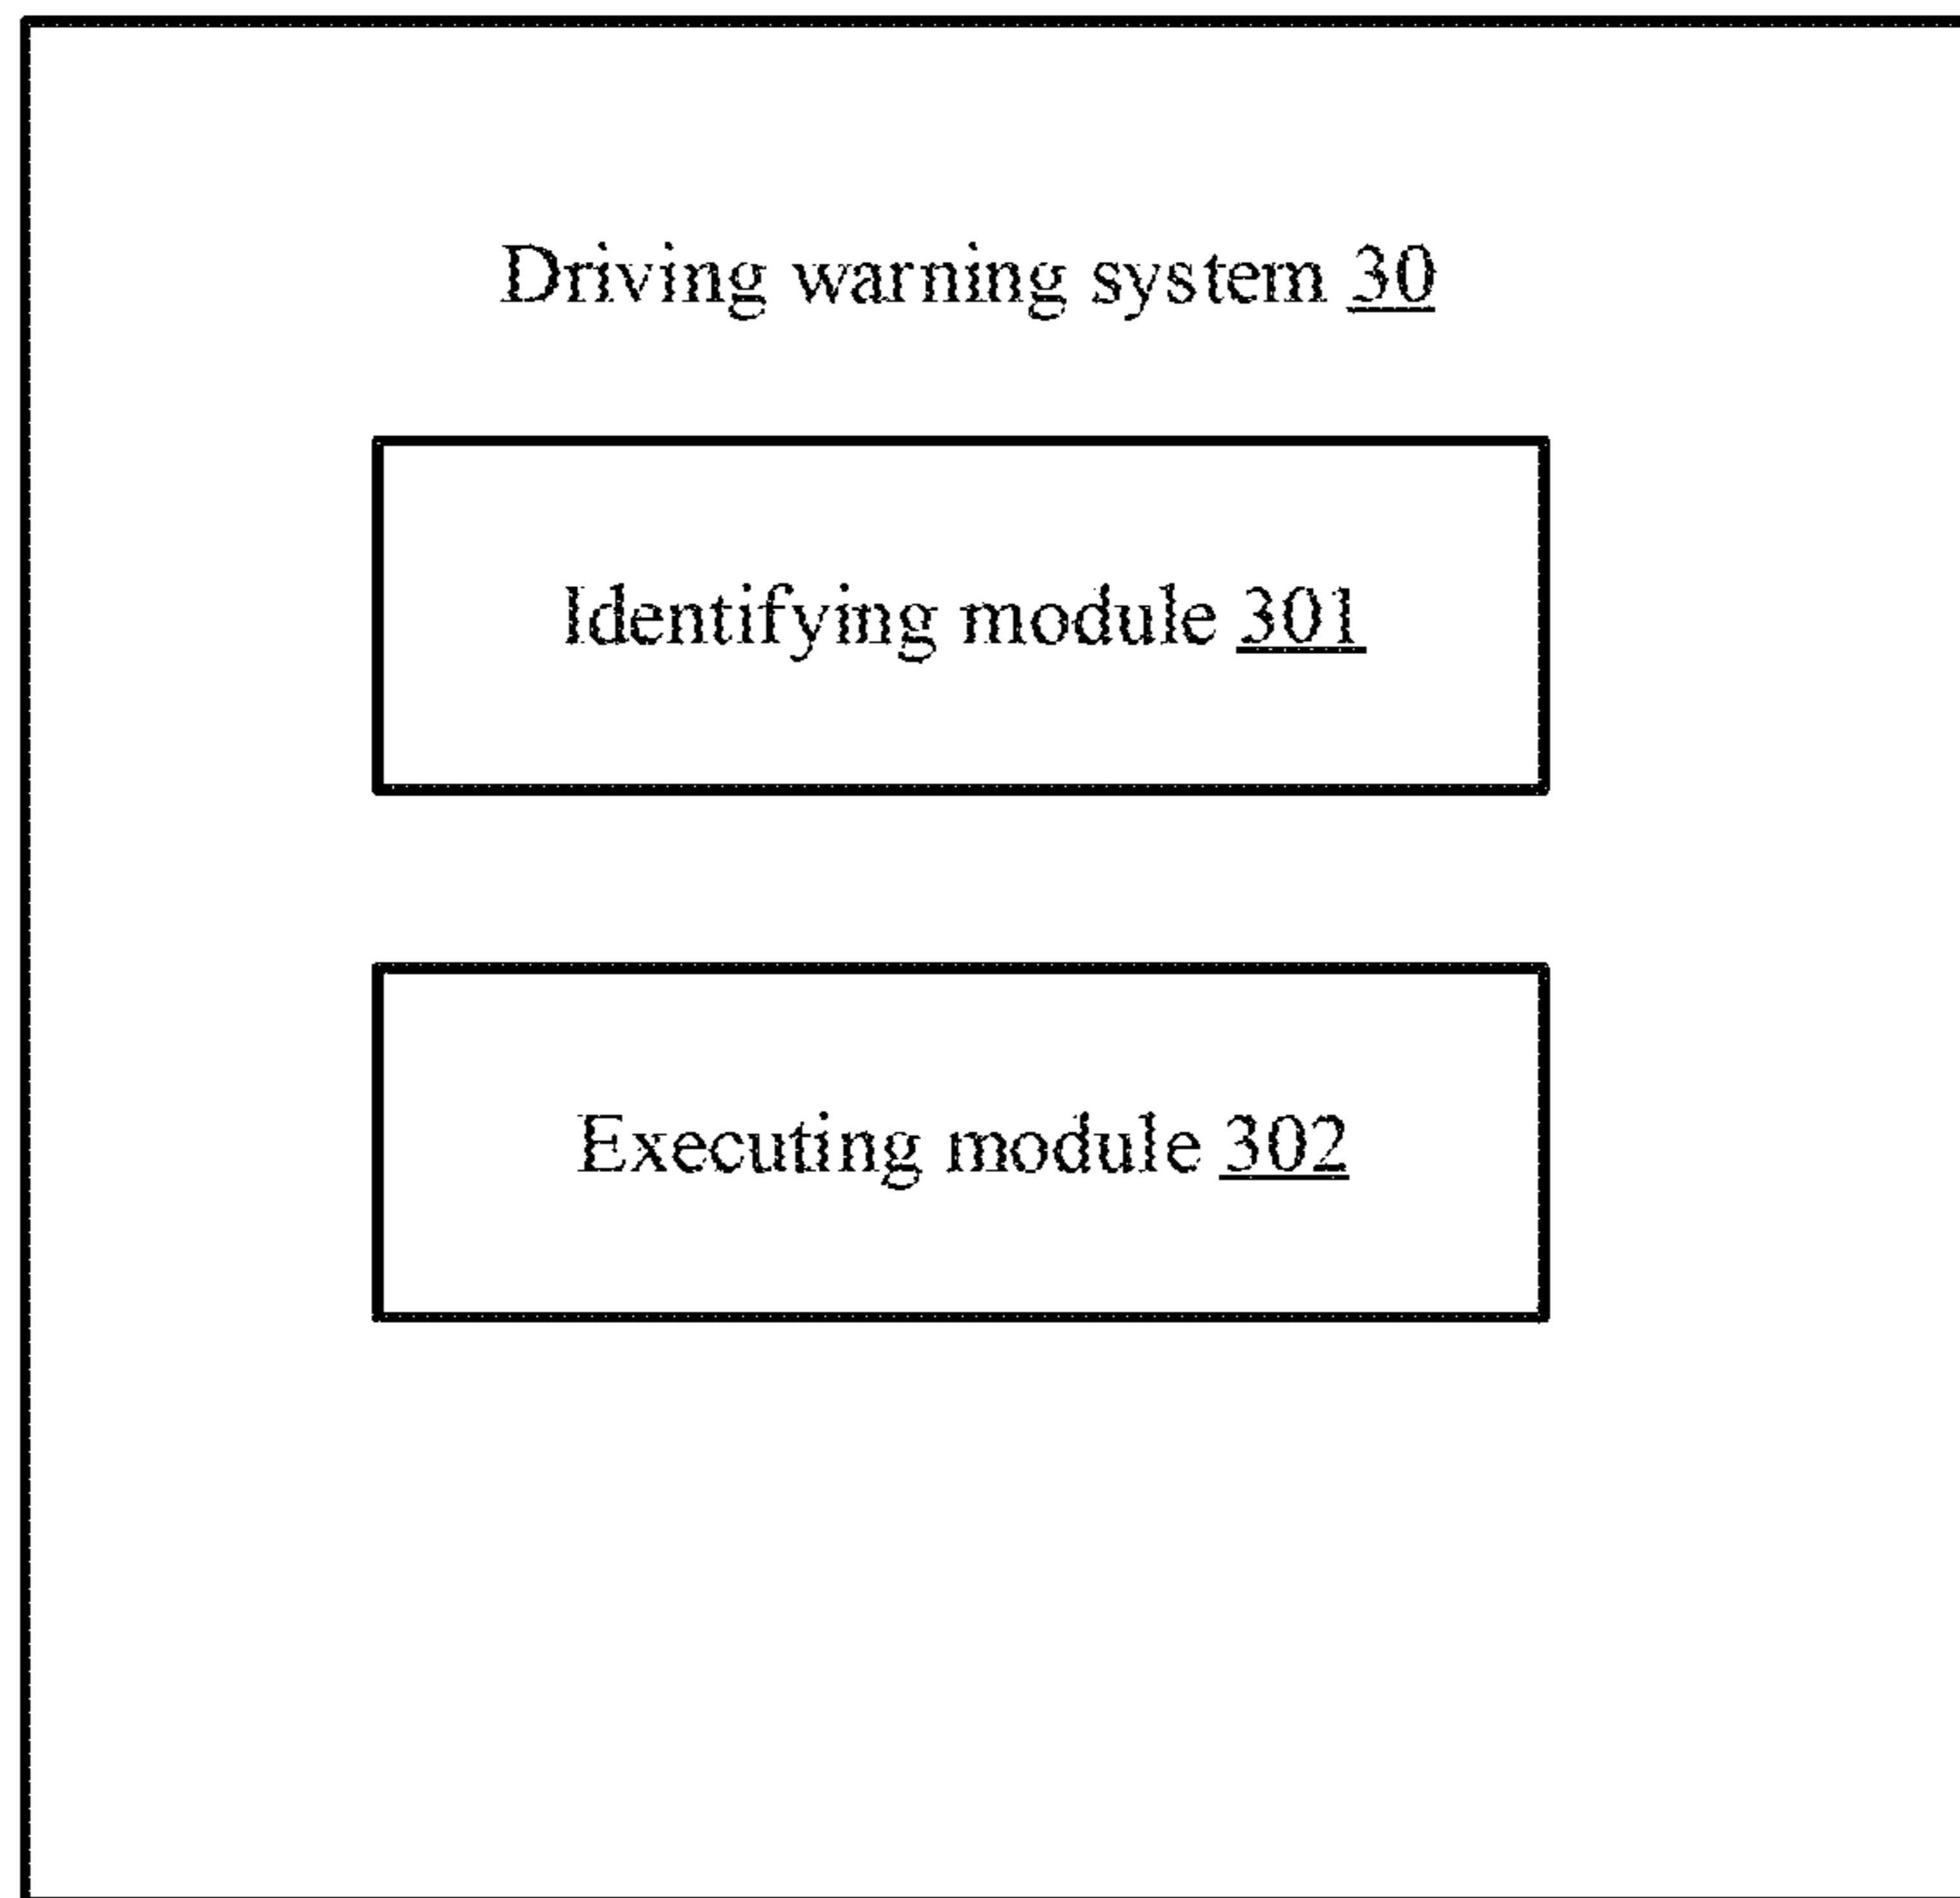 Driving warning system 30
Identifying module 301
Executing module 302